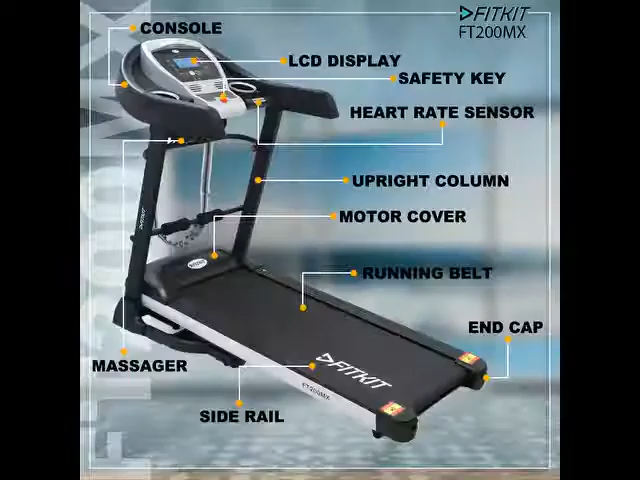 FITKIT
FT200MX
CONSOLE
LCD DISPLAY
SAFETY KEY
HEART RATE SENSOR
UPRIGHT COLUMN
MOTOR COVER
RUNNING BELT
END CAP
MASSAGER
SIDE RAIL
FITKIT
FT200MX
FITKIT